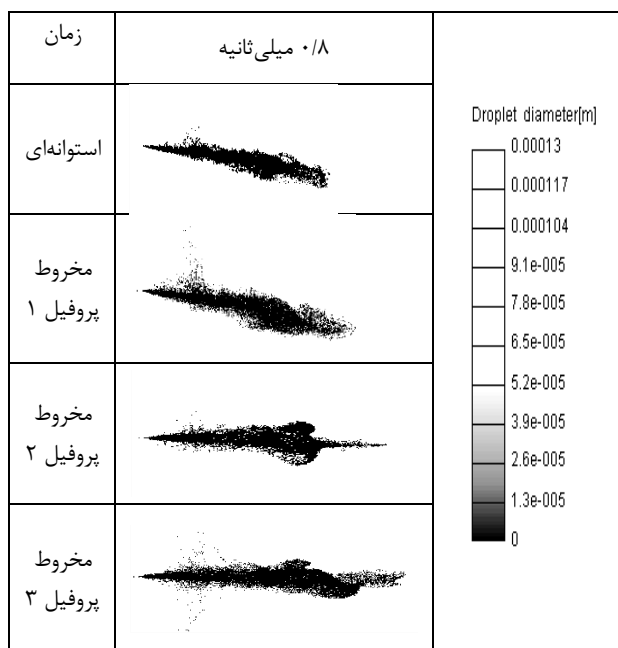 زمان
۰/۸ میلی‌ثانیه
استوانه‌ای
مخروط
پروفیل ۱
مخروط
پروفیل ۲
مخروط
پروفیل ۳
Droplet diameter[m]
0.00013
0.000117
0.000104
9.1e-005
7.8e-005
6.5e-005
5.2e-005
3.9e-005
2.6e-005
1.3e-005
0